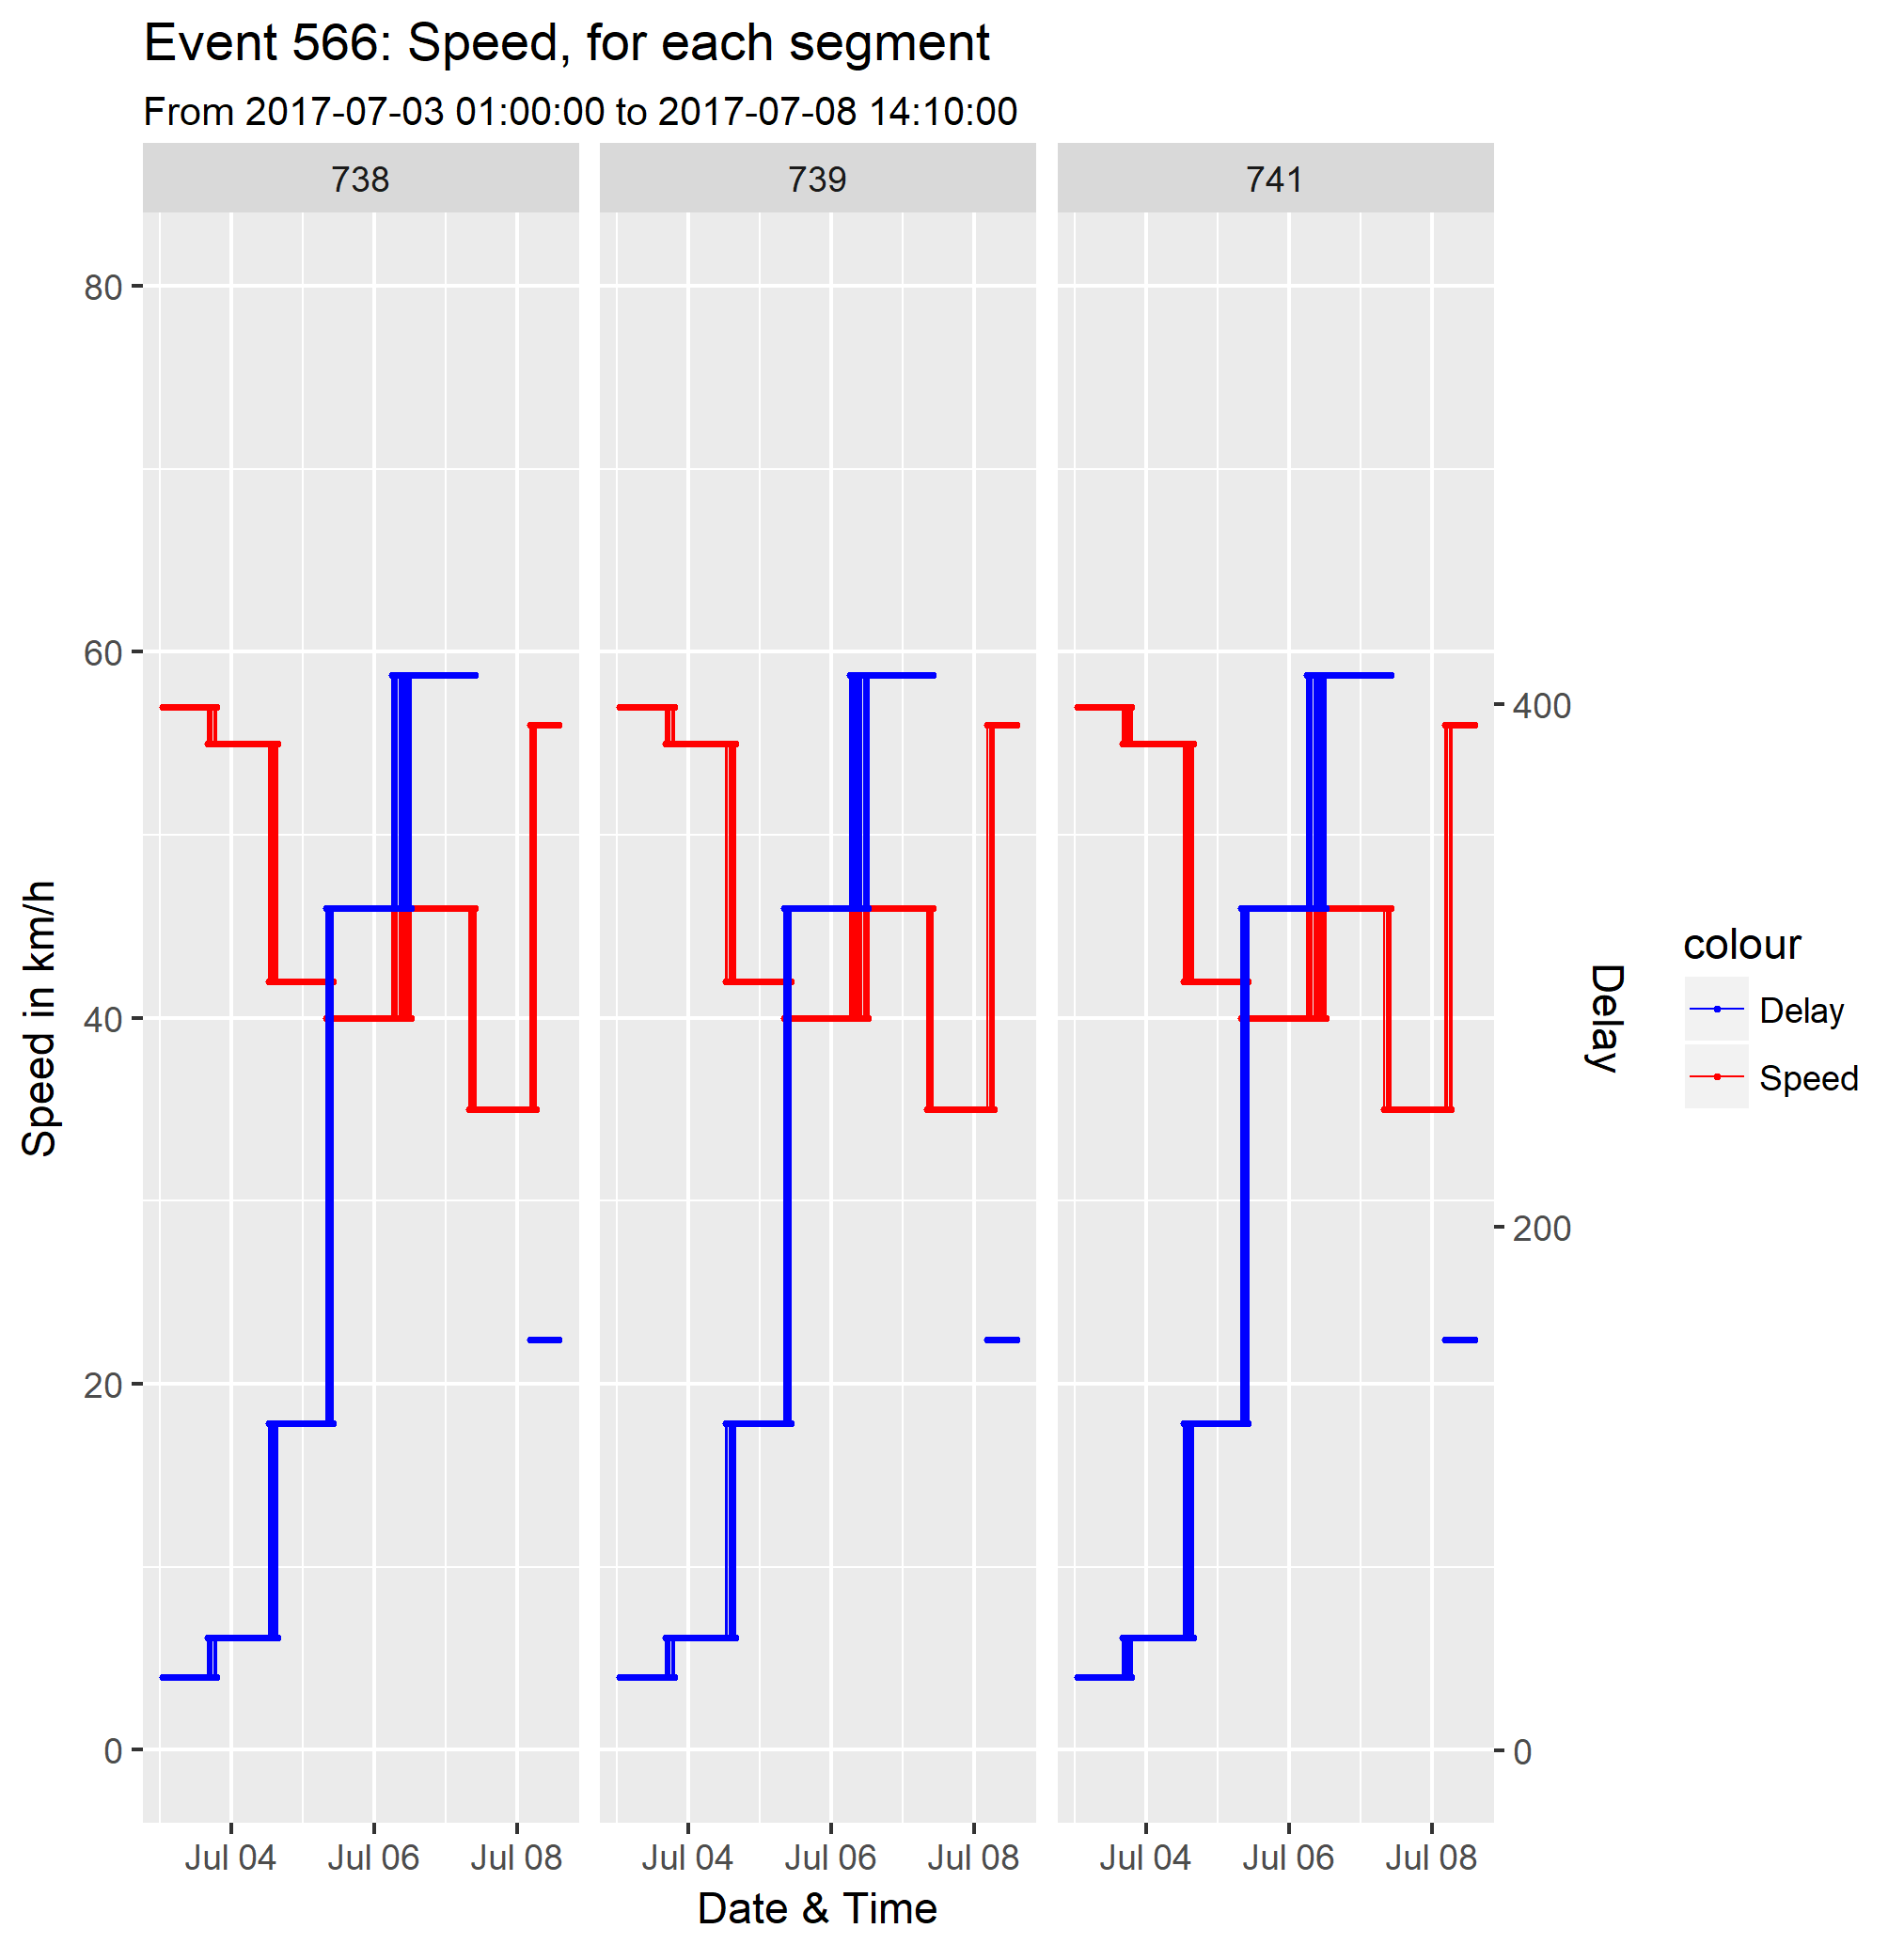 Event 566: Speed, for each segment
From 2017-07-03 01:00:00 to 2017-07-08 14:10:00
738 739 741
80
60
40
20
0
Speed in km/h
400
200
0
Delay
colour
Delay
Speed
Jul 04 Jul 06 Jul 08 Jul 04 Jul 06 Jul 08 Jul 04 Jul 06 Jul 08
Date & Time